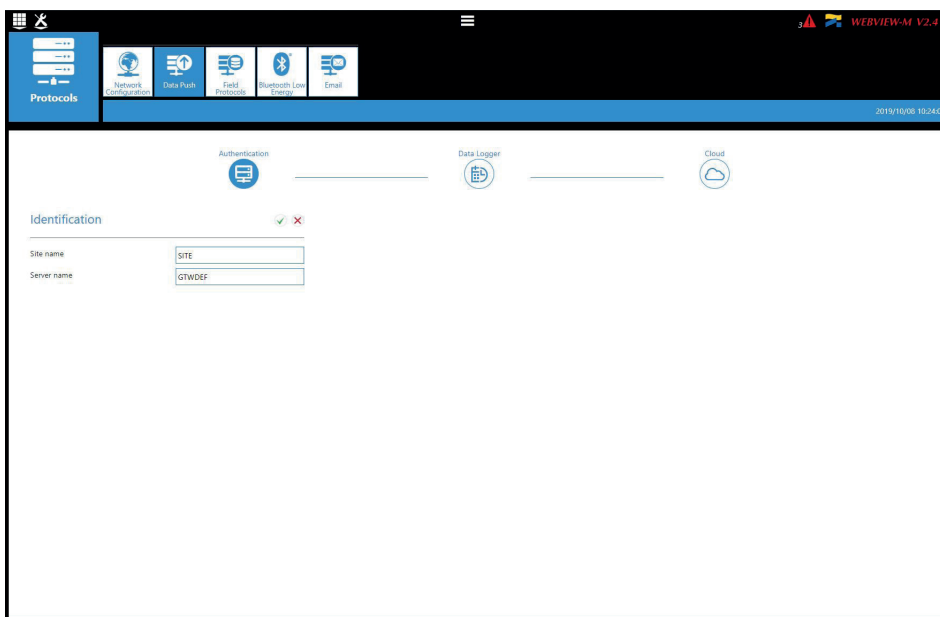 3
WEBVIEW-M V2.4
Protocols
Network Configuration
Data Push
Field Protocols
Bluetooth Low Energy
Email
2019/10/08 10:24:
Authentication
Data Logger
Cloud
Identification
Site name
SITE
Server name
GTWDEF